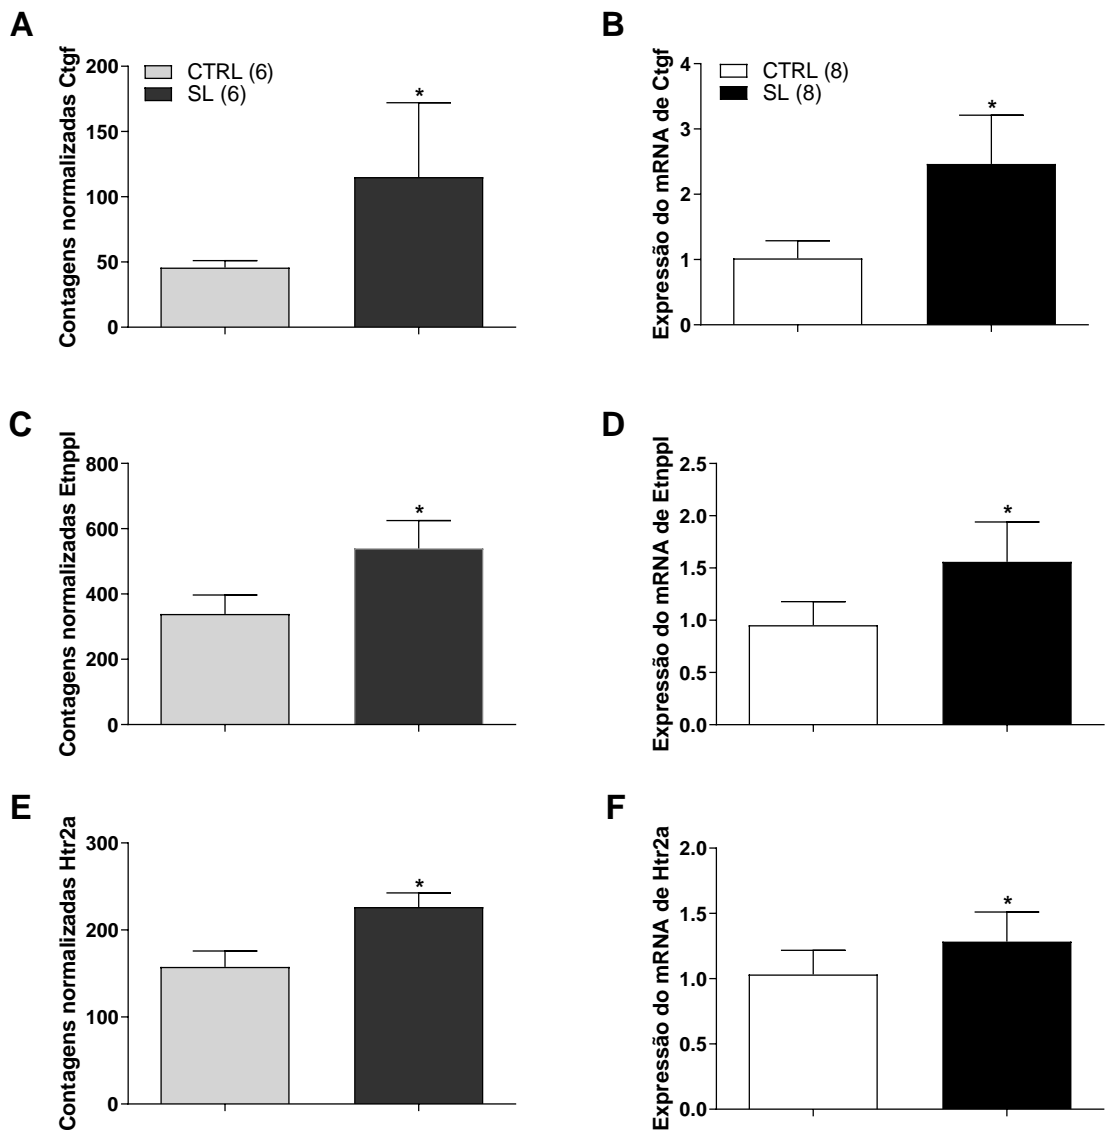 A
Contagens normalizadas Ctgf
200
150
100
50
0
CTRL (6)
SL (6)
*
B
Expressão do mRNA de Ctgf
4
3
2
1
0
CTRL (8)
SL (8)
*
C
Contagens normalizadas Etnppl
800
600
400
200
0
*
D
Expressão do mRNA de Etnppl
2.5
2.0
1.5
1.0
0.5
0.0
*
E
Contagens normalizadas Htr2a
300
200
100
0
*
F
Expressão do mRNA de Htr2a
2.0
1.5
1.0
0.5
0.0
*